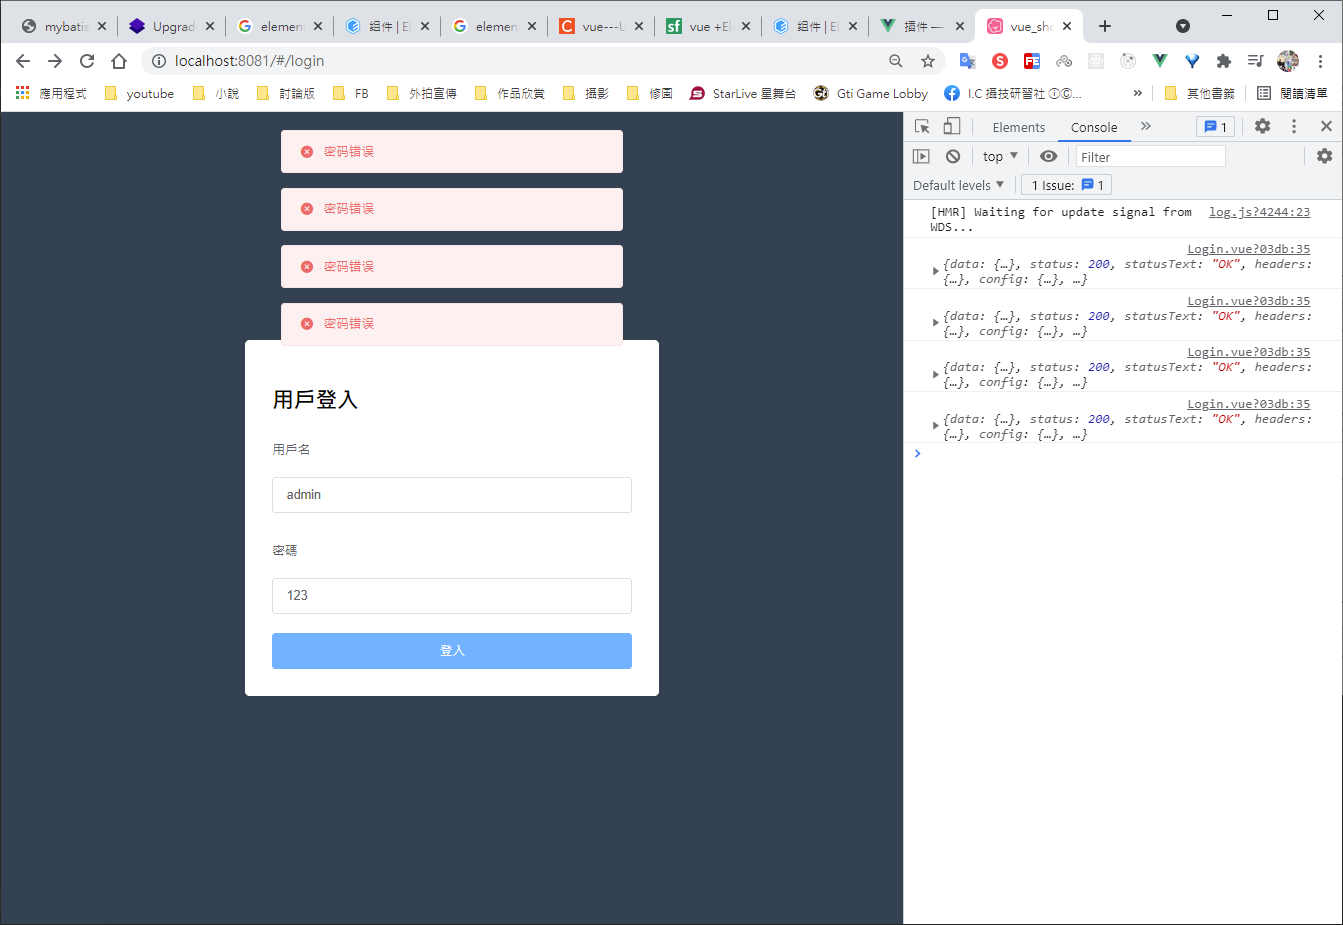 mybatis
Upgrad
element
組件 | El
elemen
vue---U
vue +El
組件 | El
插件 —
vue_sho
localhost:8081/#/login
應用程式
youtube
小說
討論版
FB
外拍宣傳
作品欣賞
攝影
修圖
StarLive 星舞台
Gti Game Lobby
I.C 攝技研習社 ⓘⒸ...
»
其他書籤
閱讀清單
密码错误
密码错误
密码错误
密码错误
用戶登入
用戶名
admin
密碼
123
登入
Elements
Console
»
1
top
Filter
Default levels
1 Issue: 1
[HMR] Waiting for update signal from log.js?4244:23
WDS...
Login.vue?03db:35
{data: {…}, status: 200, statusText: "OK", headers:
{…}, config: {…}, …}
Login.vue?03db:35
{data: {…}, status: 200, statusText: "OK", headers:
{…}, config: {…}, …}
Login.vue?03db:35
{data: {…}, status: 200, statusText: "OK", headers:
{…}, config: {…}, …}
Login.vue?03db:35
{data: {…}, status: 200, statusText: "OK", headers:
{…}, config: {…}, …}